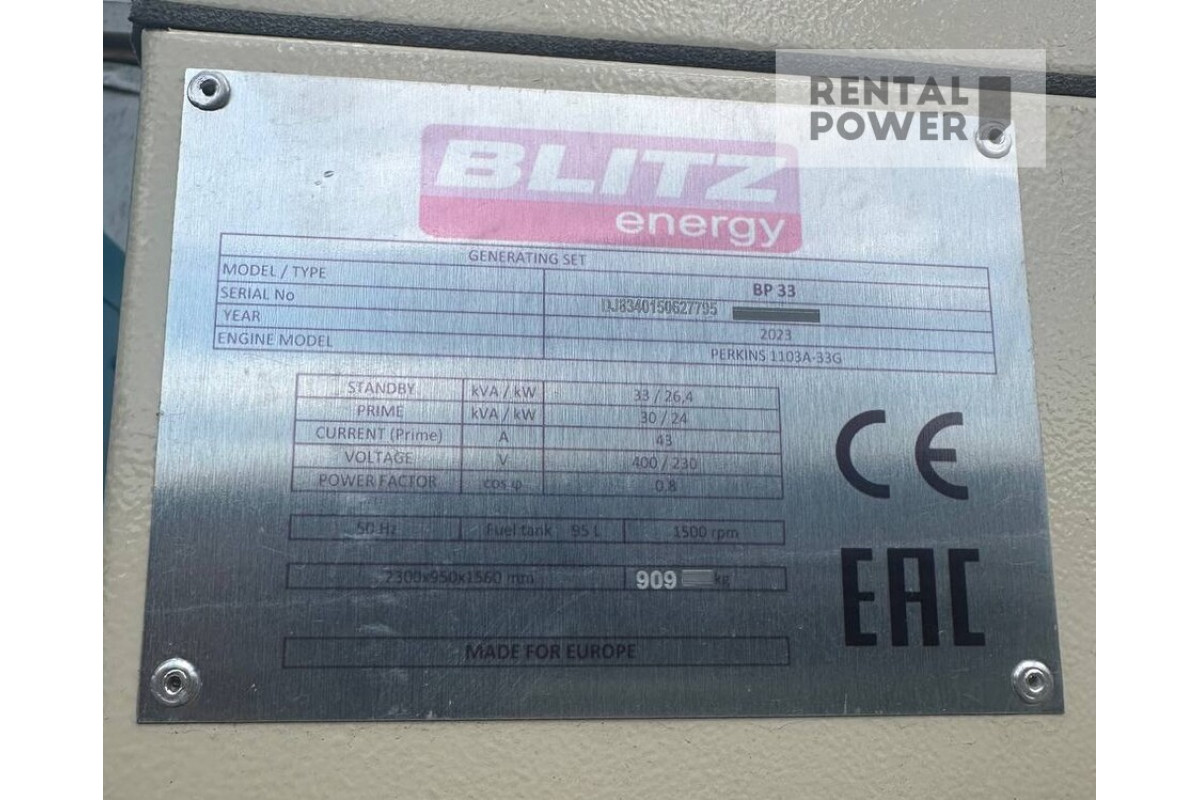 RENTAL
POWER
BLITZ
energy
GENERATING SET
MODEL / TYPE BP 33
SERIAL No DJ8340150627795
YEAR 2023
ENGINE MODEL PERKINS 1103A-33G
STANDBY kVA / kW 33 / 26,4
PRIME kVA / kW 30 / 24
CURRENT (Prime) A 43
VOLTAGE V 400 / 230
POWER FACTOR cos φ 0,8
50 Hz Fuel tank 95 L 1500 rpm
2300x950x1560 mm 909 kg
MADE FOR EUROPE
CE
EAC